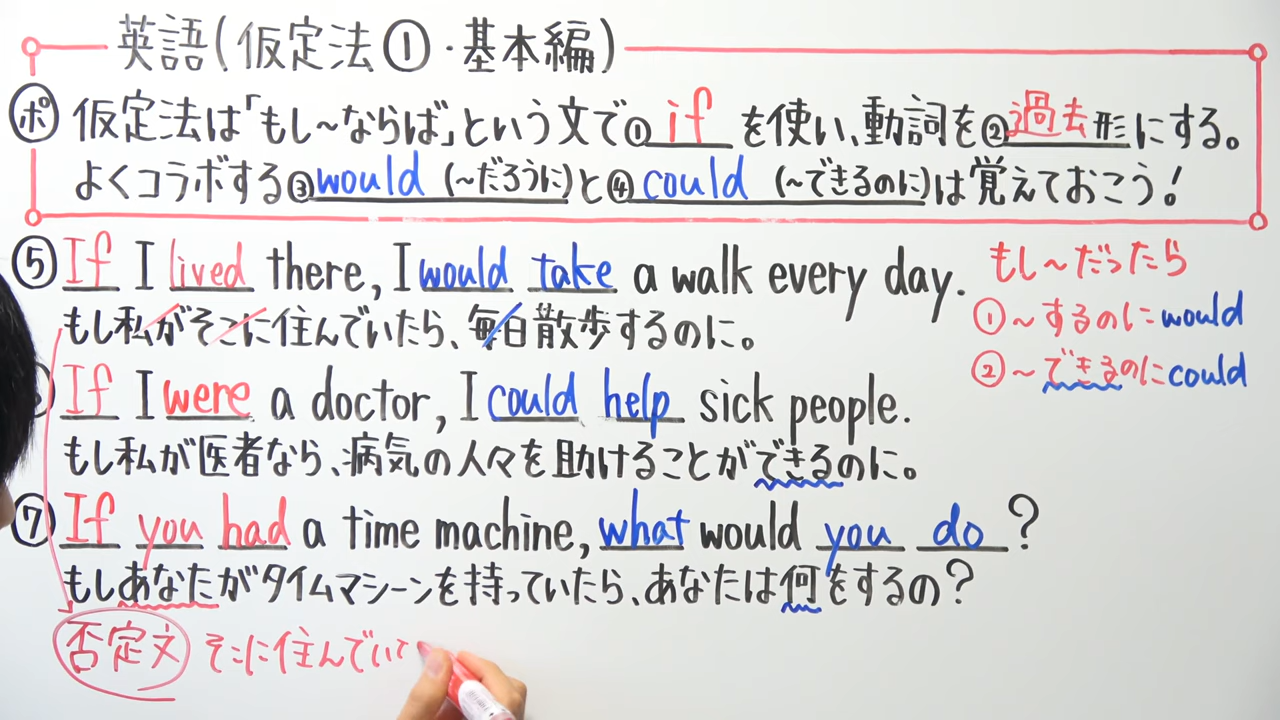 英語(仮定法①・基本編)
ポ 仮定法は「もし~ならば」という文で①ifを使い、動詞を②過去形にする。
よくコラボする③would(~だろうに)と④could(~できるのに)は覚えておこう!
⑤If I lived there, I would take a walk every day.
もし私がそこに住んでいたら、毎日散歩するのに。
If I were a doctor, I could help sick people.
もし私が医者なら、病気の人々を助けることができるのに。
⑦If you had a time machine, what would you do?
もしあなたがタイムマシーンを持っていたら、あなたは何をするの?
否定文 そこに住んでい
もし~だったら
①~するのにwould
②~できるのにcould